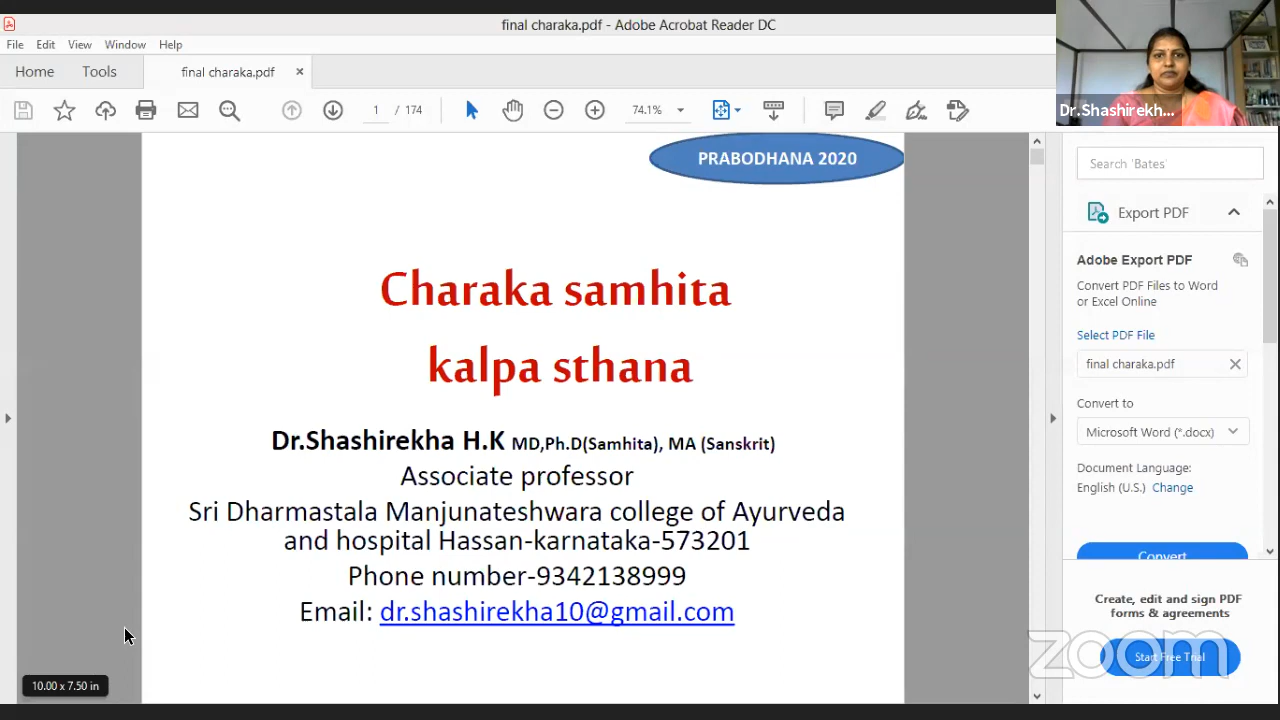 final charaka.pdf - Adobe Acrobat Reader DC
File Edit View Window Help
Home Tools final charaka.pdf ×
1 / 174 74.1%
Dr.Shashirekh...
PRABODHANA 2020
Charaka samhita
kalpa sthana
Dr.Shashirekha H.K MD,Ph.D(Samhita), MA (Sanskrit)
Associate professor
Sri Dharmastala Manjunateshwara college of Ayurveda
and hospital Hassan-karnataka-573201
Phone number-9342138999
Email: dr.shashirekha10@gmail.com
10.00 x 7.50 in
Search 'Bates'
Export PDF
Adobe Export PDF
Convert PDF Files to Word
or Excel Online
Select PDF File
final charaka.pdf
Convert to
Microsoft Word (*.docx)
Document Language:
English (U.S.) Change
Convert
Create, edit and sign PDF
forms & agreements
Start Free Trial
zoom